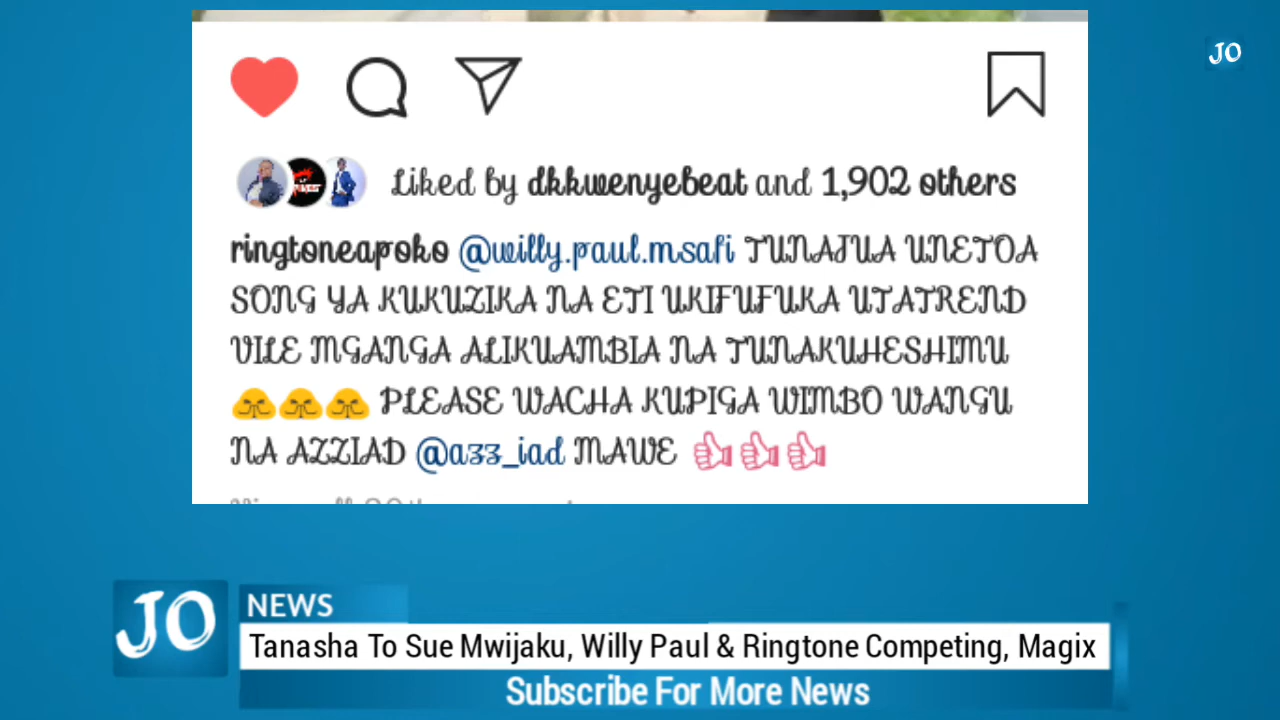 JO
Liked by dkkwenyebeat and 1,902 others
ringtoneapoko @willy.paul.msafi TUNAJUA UNETOA
SONG YA KUKUZIKA NA ETI UKIFUFUKA UTATREND
VILE MGANGA ALIKUAMBIA NA TUNAKUHESHIMU
PLEASE WACHA KUPIGA WIMBO WANGU
NA AZZIAD @azz_iad MAWE
JO
NEWS
Tanasha To Sue Mwijaku, Willy Paul & Ringtone Competing, Magix
Subscribe For More News